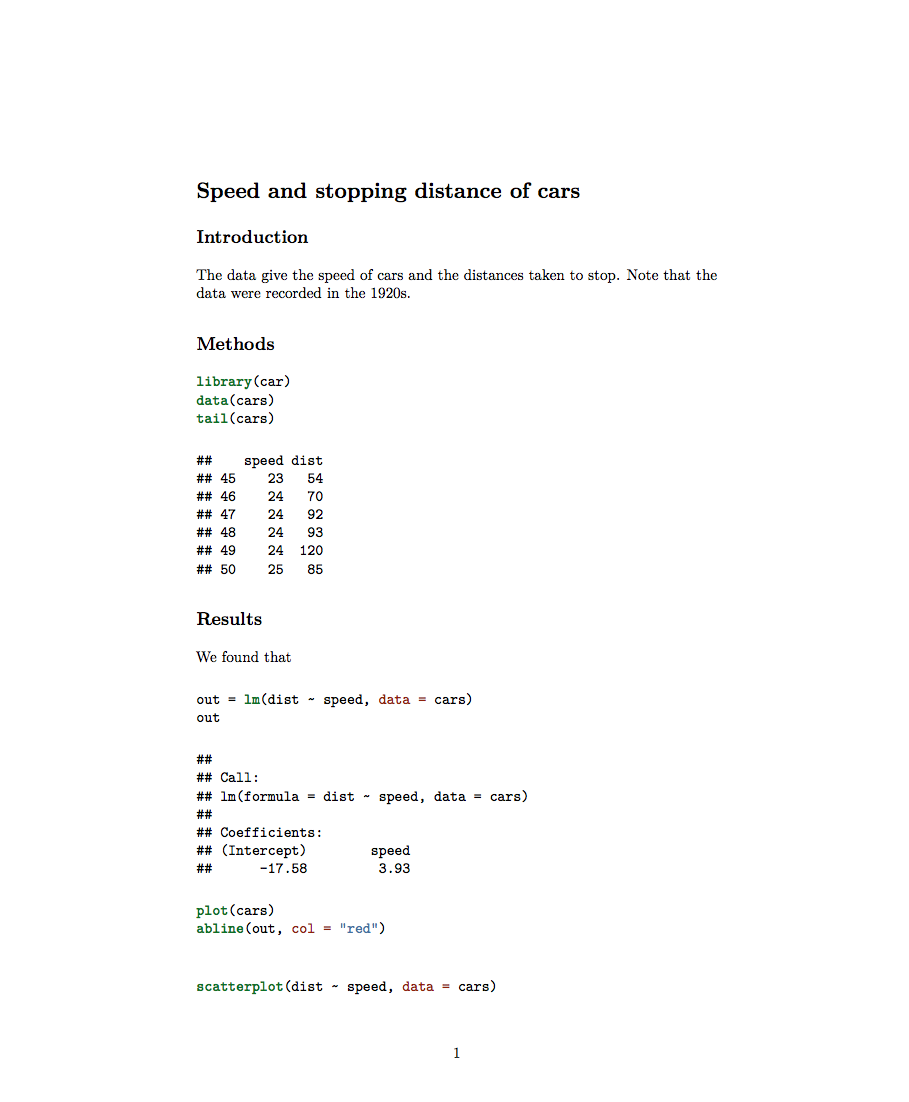 Speed and stopping distance of cars
Introduction
The data give the speed of cars and the distances taken to stop. Note that the
data were recorded in the 1920s.
Methods
library(car)
data(cars)
tail(cars)
##    speed dist
## 45    23   54
## 46    24   70
## 47    24   92
## 48    24   93
## 49    24  120
## 50    25   85
Results
We found that
out = lm(dist ~ speed, data = cars)
out
##
## Call:
## lm(formula = dist ~ speed, data = cars)
##
## Coefficients:
## (Intercept)        speed
##      -17.58         3.93
plot(cars)
abline(out, col = "red")
scatterplot(dist ~ speed, data = cars)
1